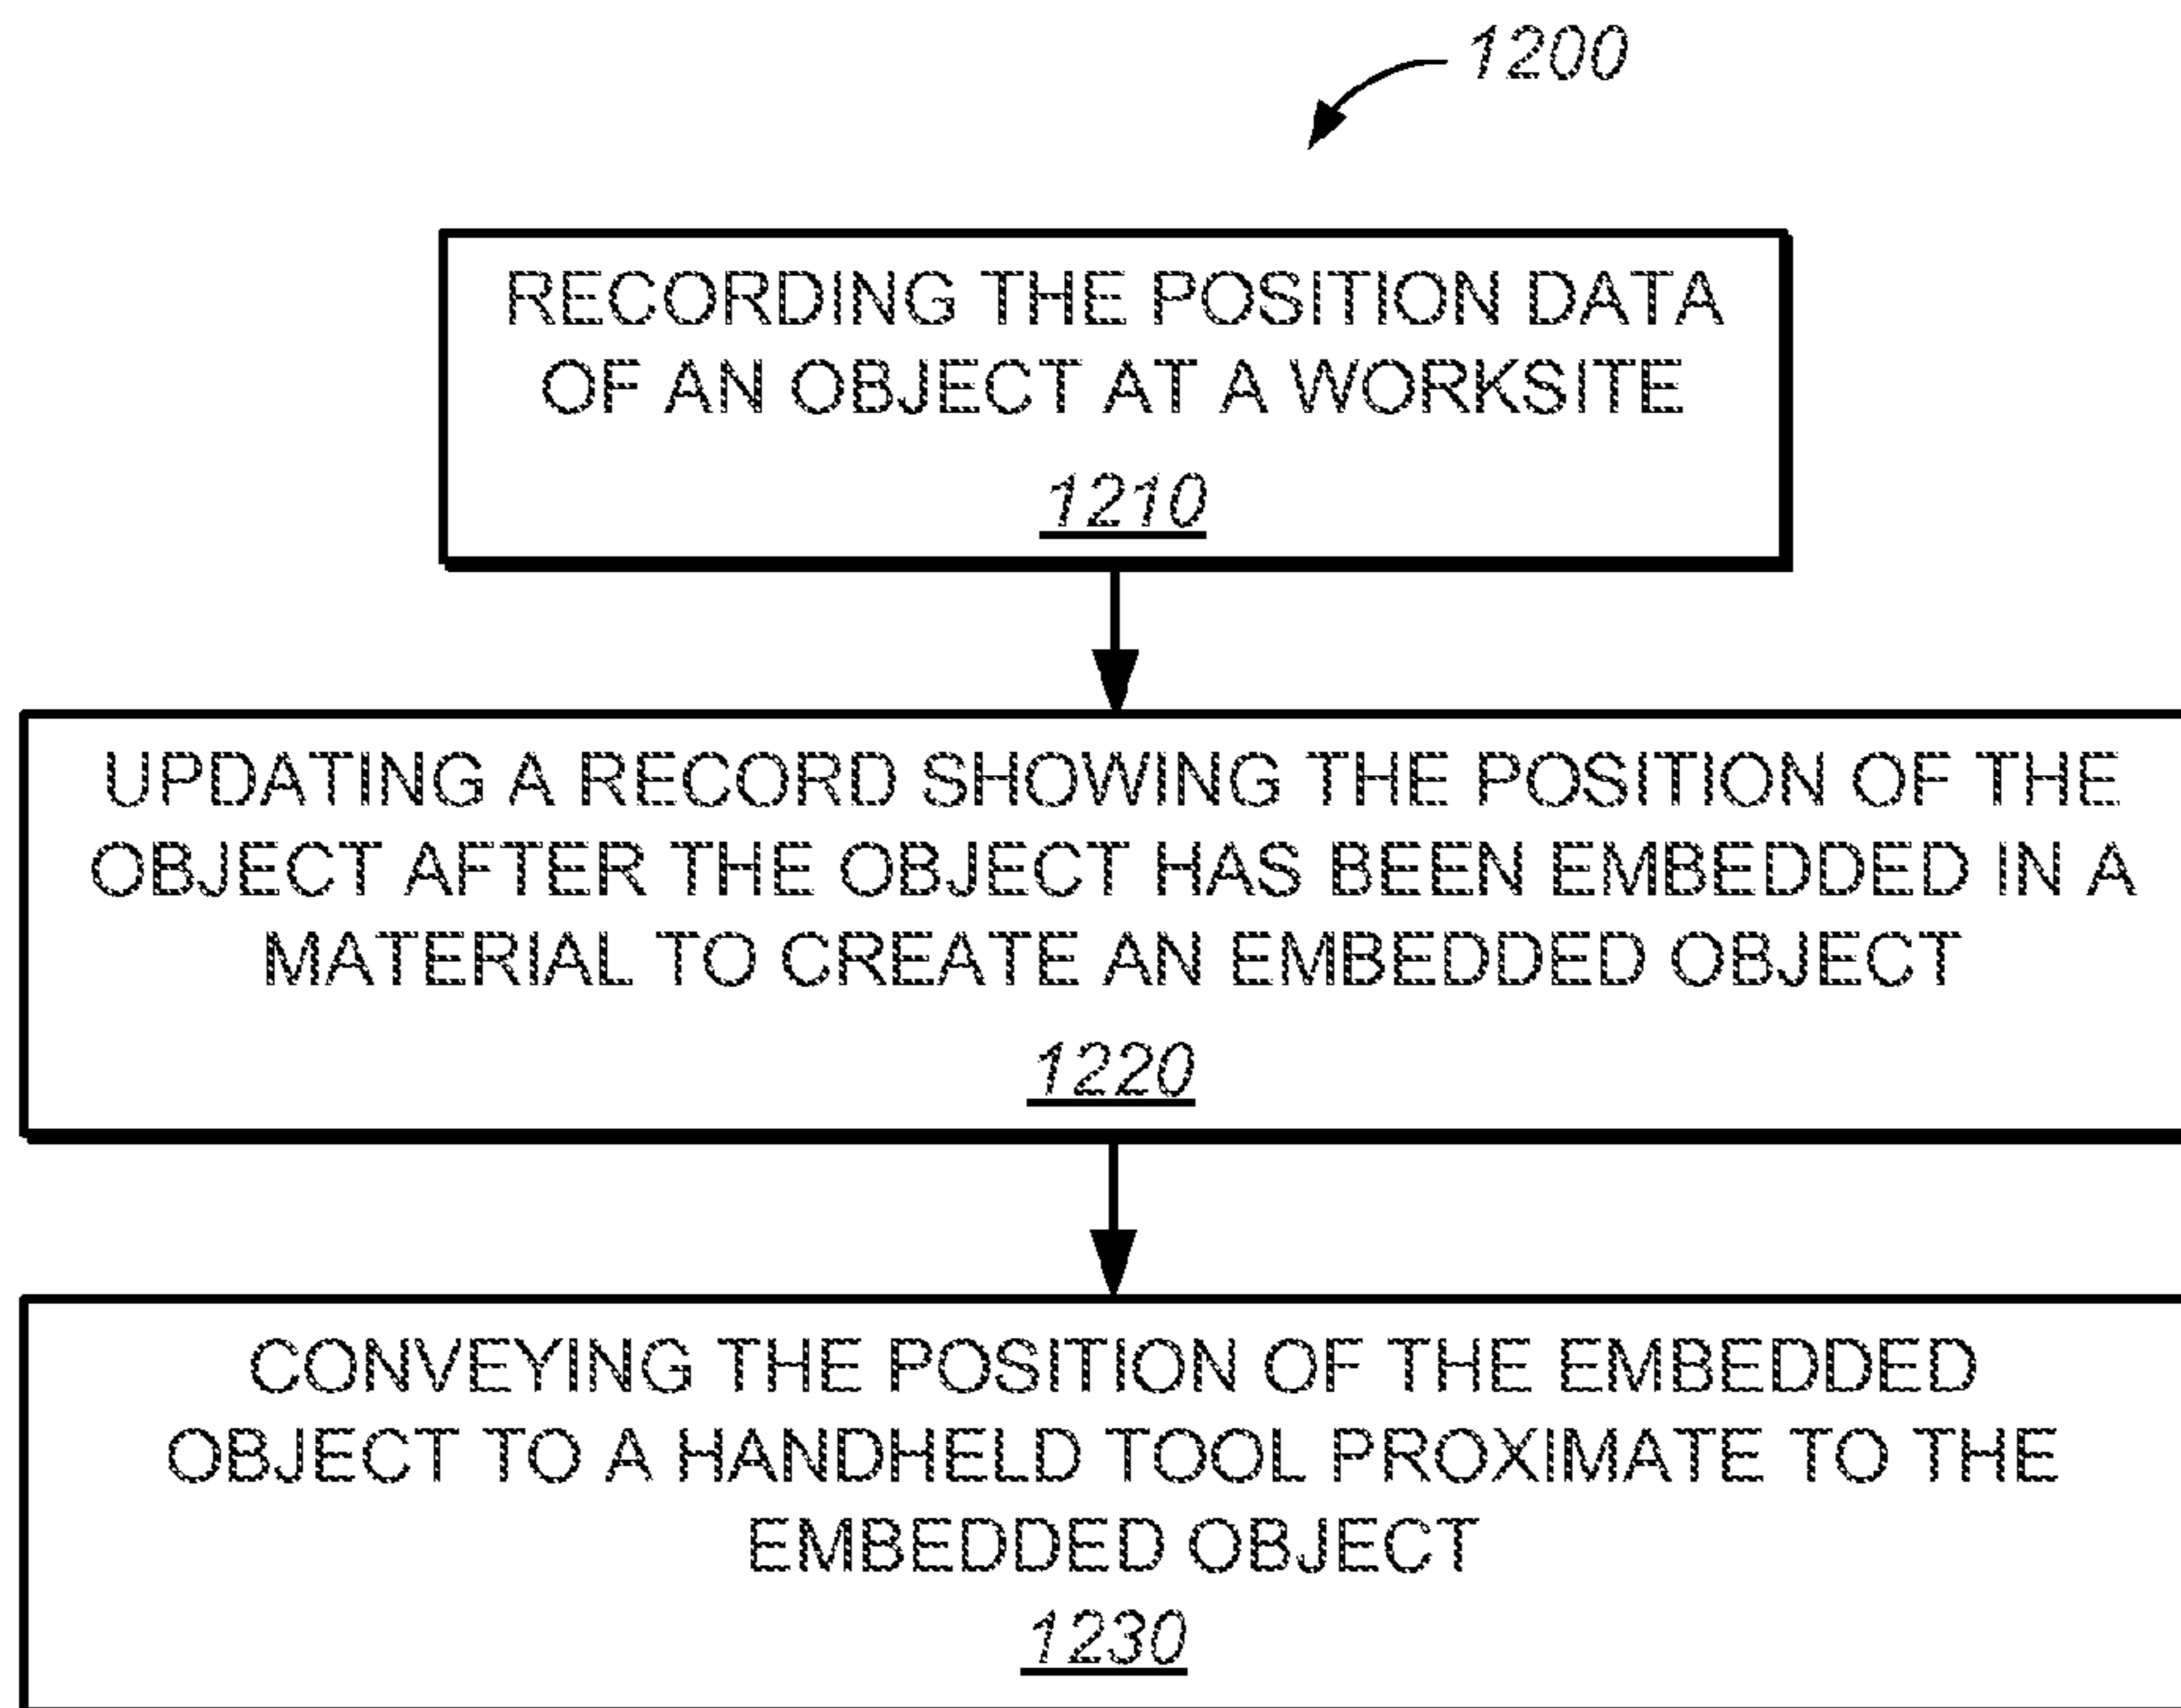 1200
RECORDING THE POSITION DATA
OF AN OBJECT AT A WORKSITE
1210
UPDATING A RECORD SHOWING THE POSITION OF THE
OBJECT AFTER THE OBJECT HAS BEEN EMBEDDED IN A
MATERIAL TO CREATE AN EMBEDDED OBJECT
1220
CONVEYING THE POSITION OF THE EMBEDDED
OBJECT TO A HANDHELD TOOL PROXIMATE TO THE
EMBEDDED OBJECT
1230